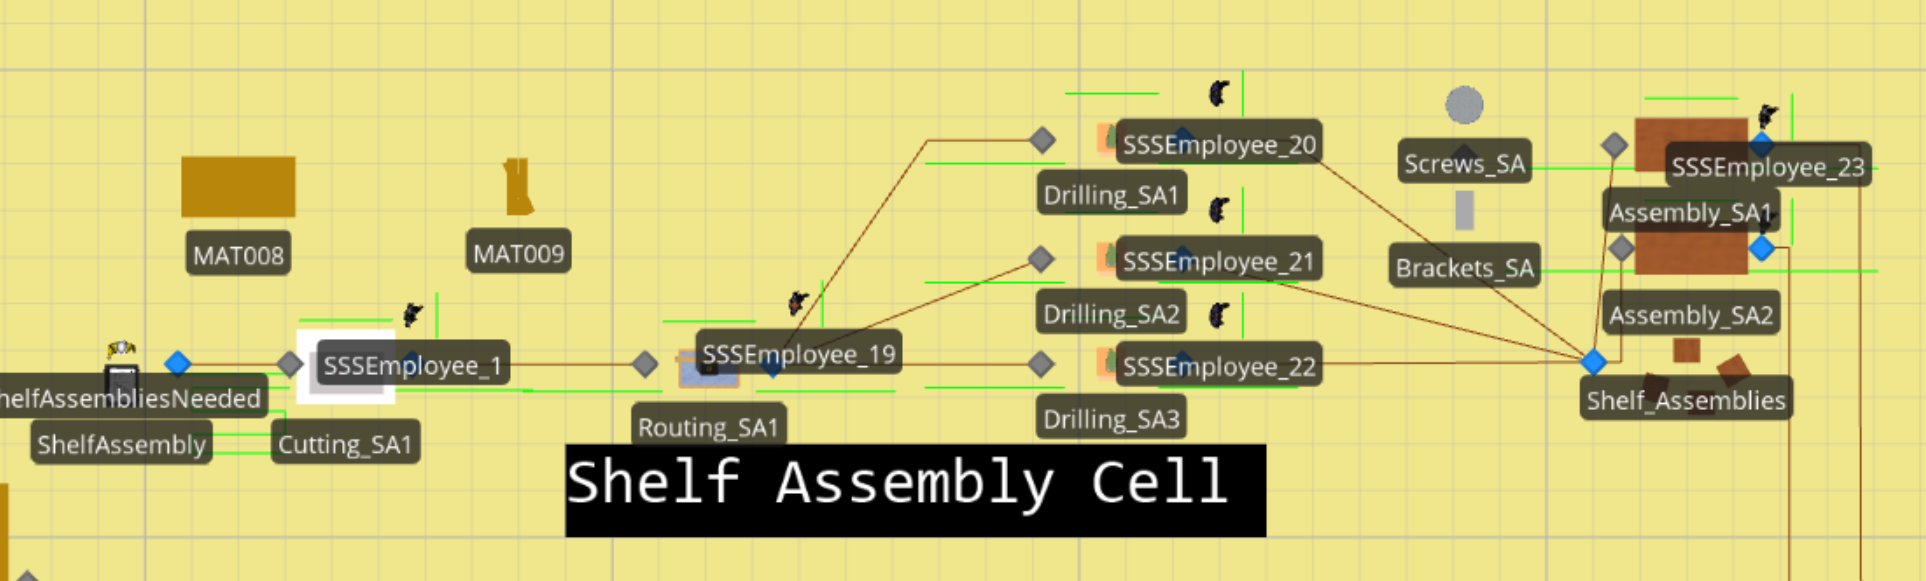 SSSEmployee_20
Screws_SA
SSSEmployee_23
Drilling_SA1
Assembly_SA1
MAT008
MAT009
SSSEmployee_21
Brackets_SA
Drilling_SA2
Assembly_SA2
SSSEmployee_1
SSSEmployee_19
SSSEmployee_22
helfAssembliesNeeded
Shelf_Assemblies
ShelfAssembly
Cutting_SA1
Routing_SA1
Drilling_SA3
Shelf Assembly Cell